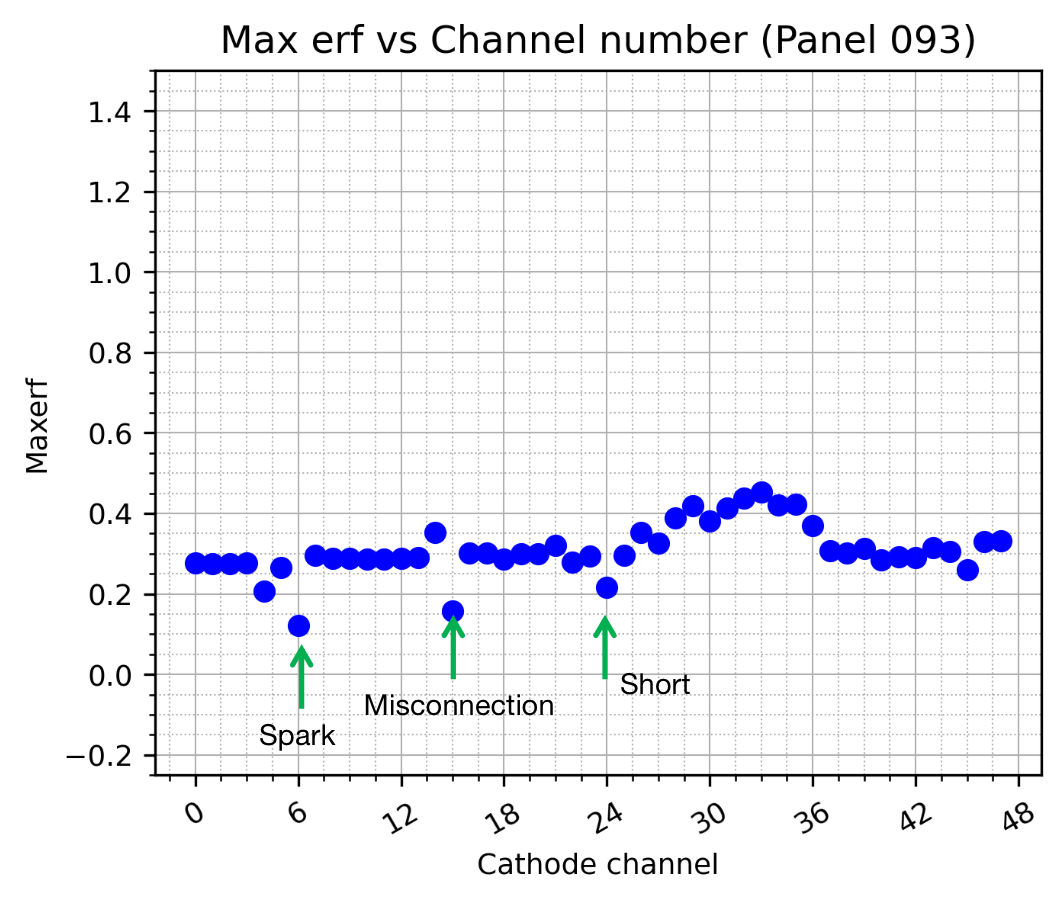 Max erf vs Channel number (Panel 093)
Maxerf
1.4
1.2
1.0
0.8
0.6
0.4
0.2
0.0
−0.2
Spark
Misconnection
Short
0 6 12 18 24 30 36 42 48
Cathode channel